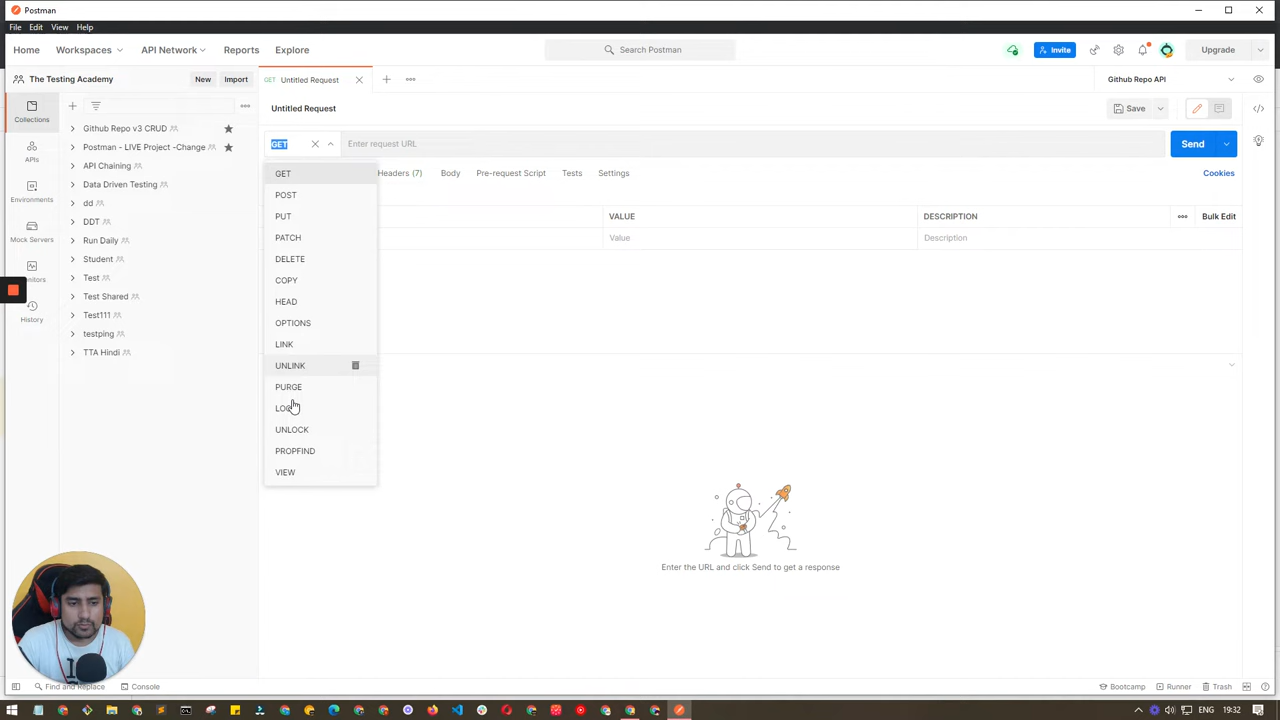 Postman
File Edit View Help
Home Workspaces API Network Reports Explore Search Postman Invite Upgrade
The Testing Academy New Import GET Untitled Request Github Repo API
Collections
APIs
Environments
Mock Servers
History
Github Repo v3 CRUD
Postman - LIVE Project -Change
API Chaining
Data Driven Testing
dd
DDT
Run Daily
Student
Test
Test Shared
Test111
testping
TTA Hindi
Untitled Request Save
GET Enter request URL Send
Headers (7) Body Pre-request Script Tests Settings Cookies
VALUE DESCRIPTION Bulk Edit
Value Description
GET
POST
PUT
PATCH
DELETE
COPY
HEAD
OPTIONS
LINK
UNLINK
PURGE
UNLOCK
PROPFIND
VIEW
Enter the URL and click Send to get a response
Find and Replace Console Bootcamp Runner Trash
ENG 19:32